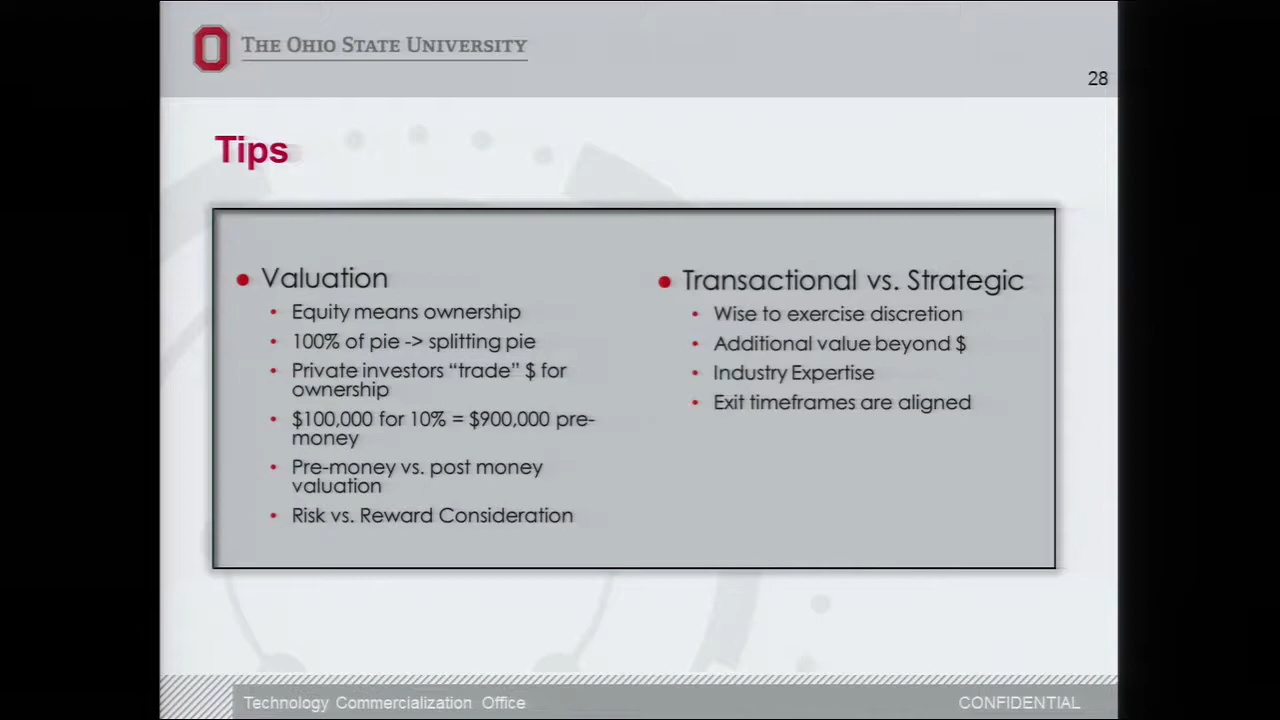 THE OHIO STATE UNIVERSITY
28
Tips
Valuation
Equity means ownership
100% of pie -> splitting pie
Private investors “trade” $ for
ownership
$100,000 for 10% = $900,000 pre-
money
Pre-money vs. post money
valuation
Risk vs. Reward Consideration
Transactional vs. Strategic
Wise to exercise discretion
Additional value beyond $
Industry Expertise
Exit timeframes are aligned
Technology Commercialization Office
CONFIDENTIAL